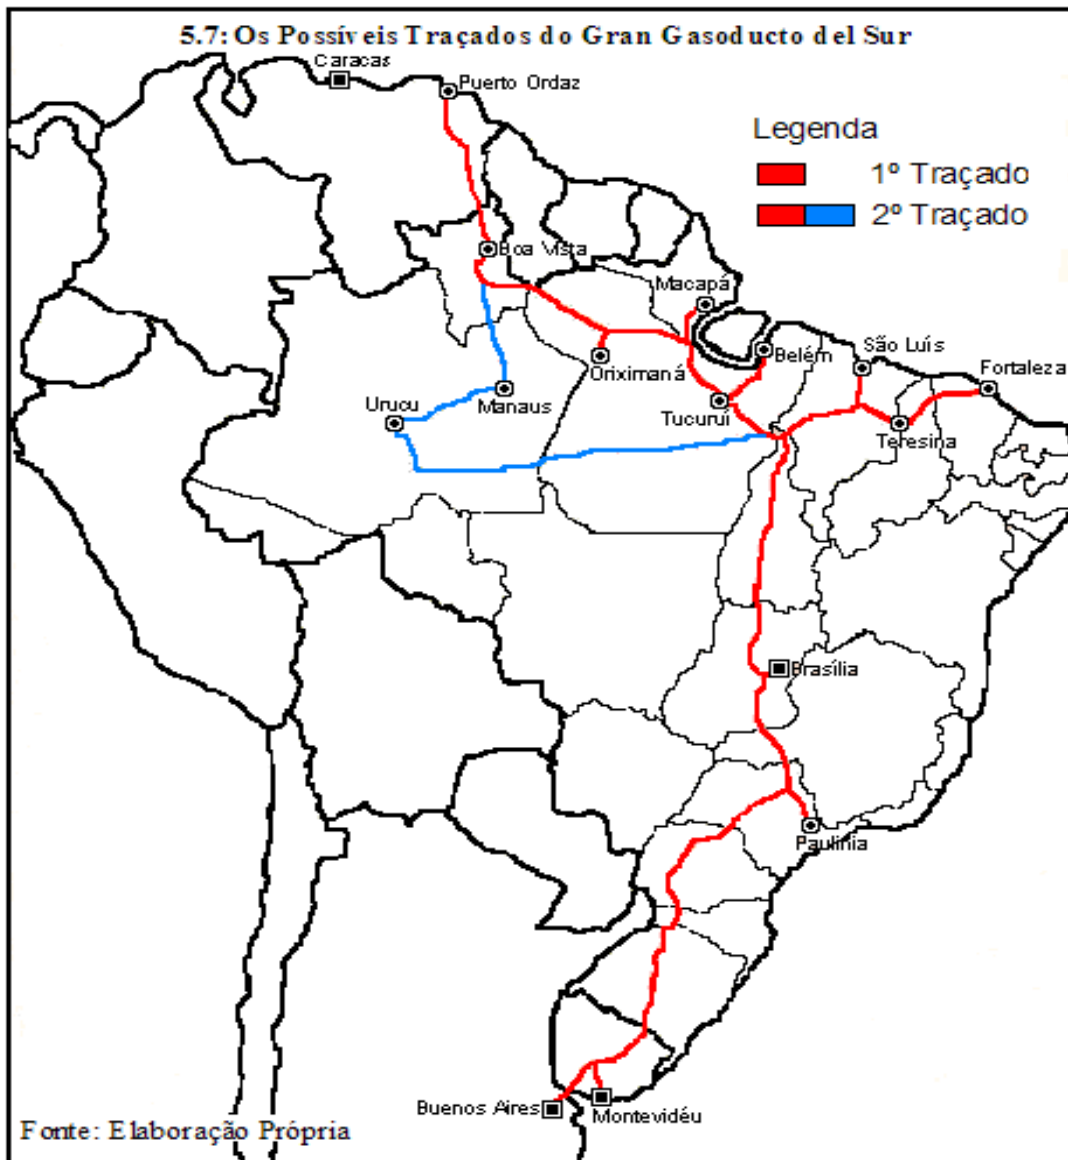 5.7: Os Possíveis Traçados do Gran Gasoducto del Sur
Caracas
Puerto Ordaz
Legenda
1º Traçado
2º Traçado
Boa Vista
Macapá
Belém
São Luís
Fortaleza
Oriximaná
Tucuruí
Teresina
Urucu
Manaus
Brasília
Paulínia
Buenos Aires
Montevidéu
Fonte: Elaboração Própria